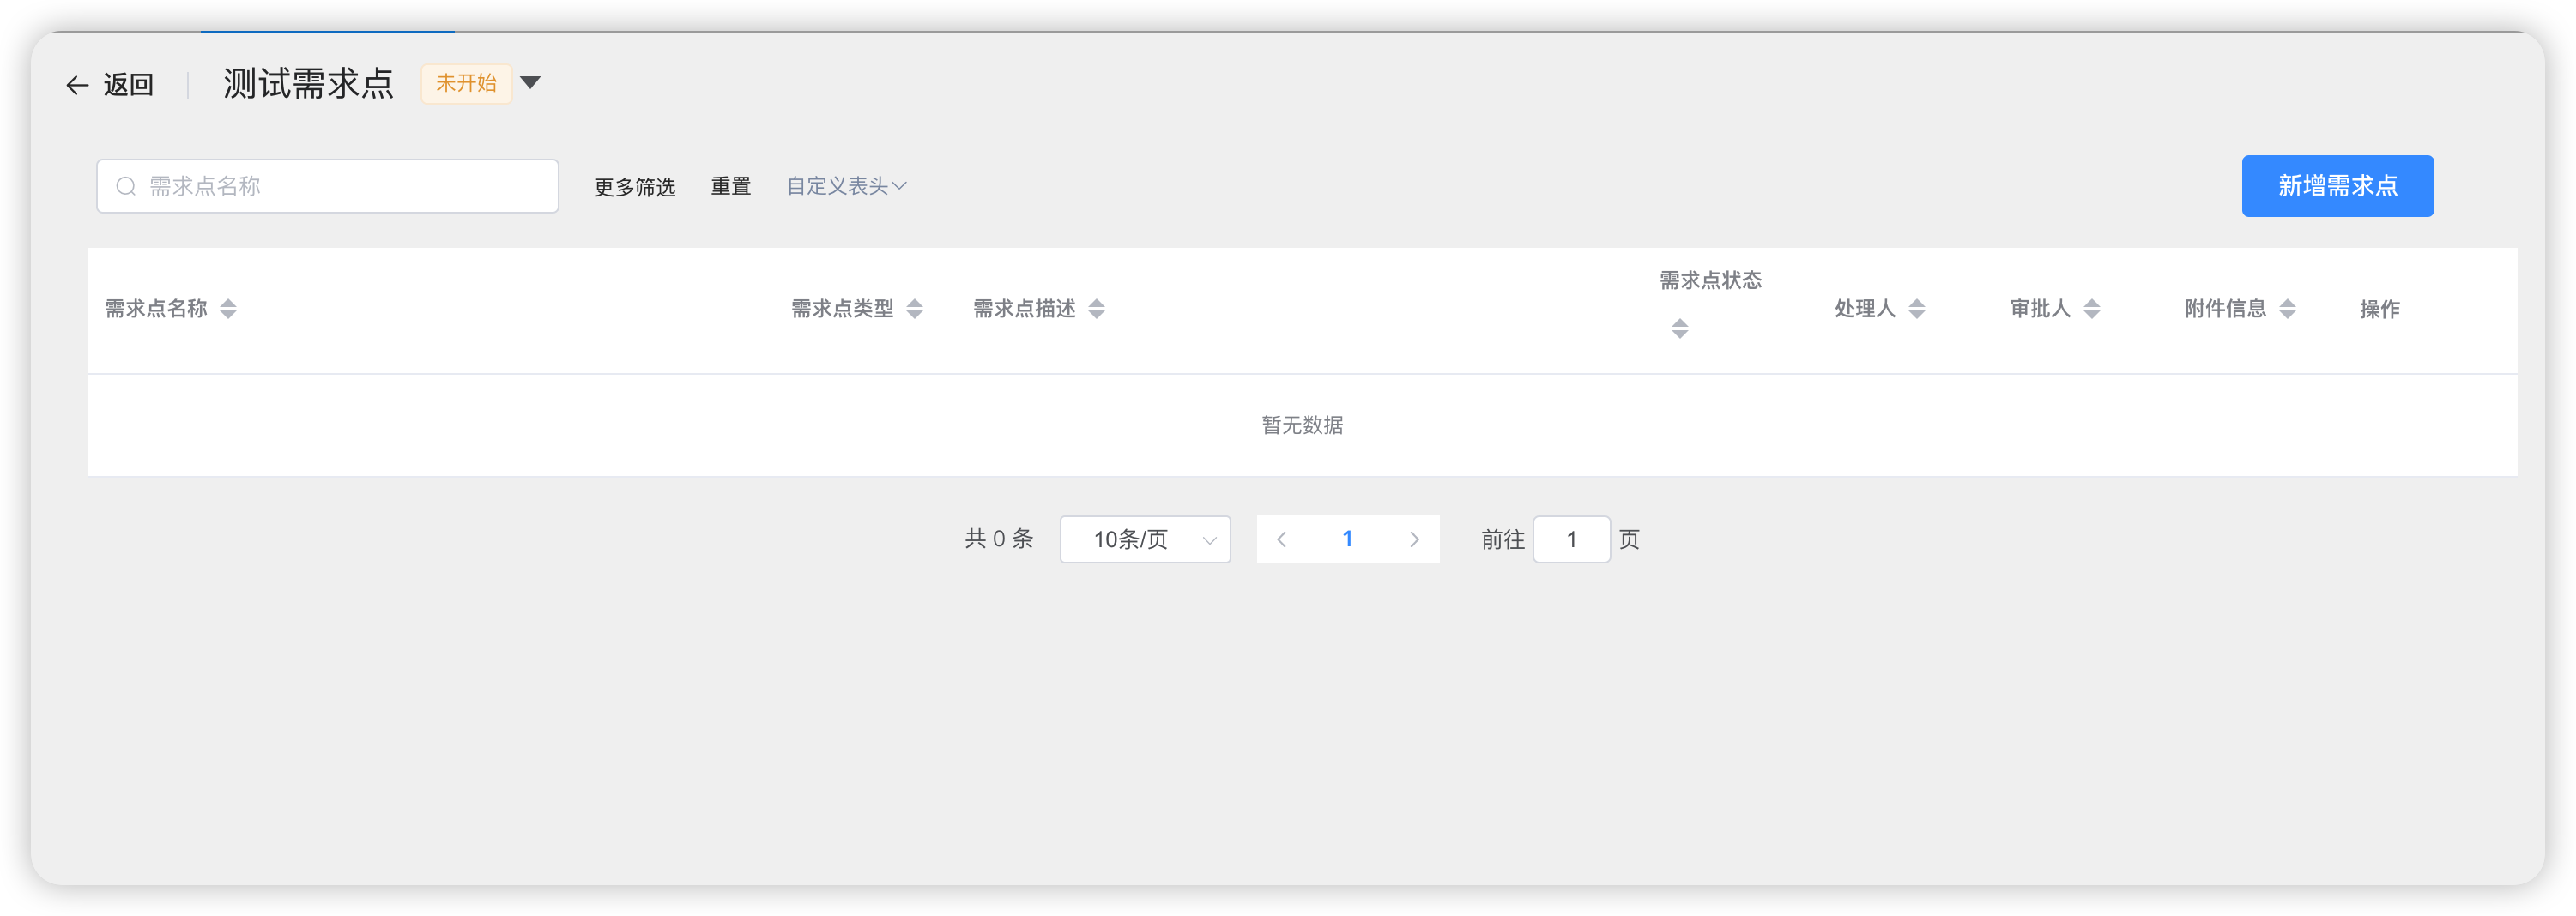 返回 测试需求点 未开始
需求点名称 更多筛选 重置 自定义表头 新增需求点
需求点名称 需求点类型 需求点描述 需求点状态 处理人 审批人 附件信息 操作
暂无数据
共 0 条 10条/页 1 前往 1 页